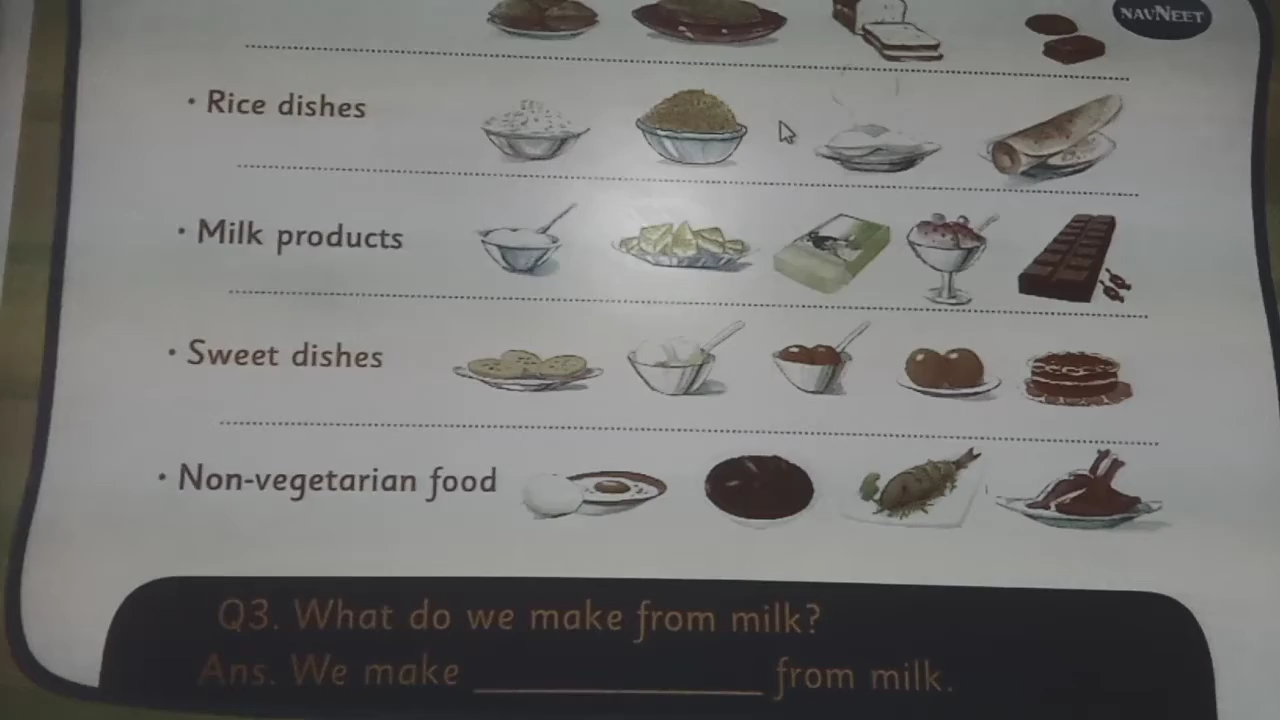 NAVNEET
• Rice dishes
• Milk products
• Sweet dishes
• Non-vegetarian food
Q3. What do we make from milk?
Ans. We make ____________ from milk.